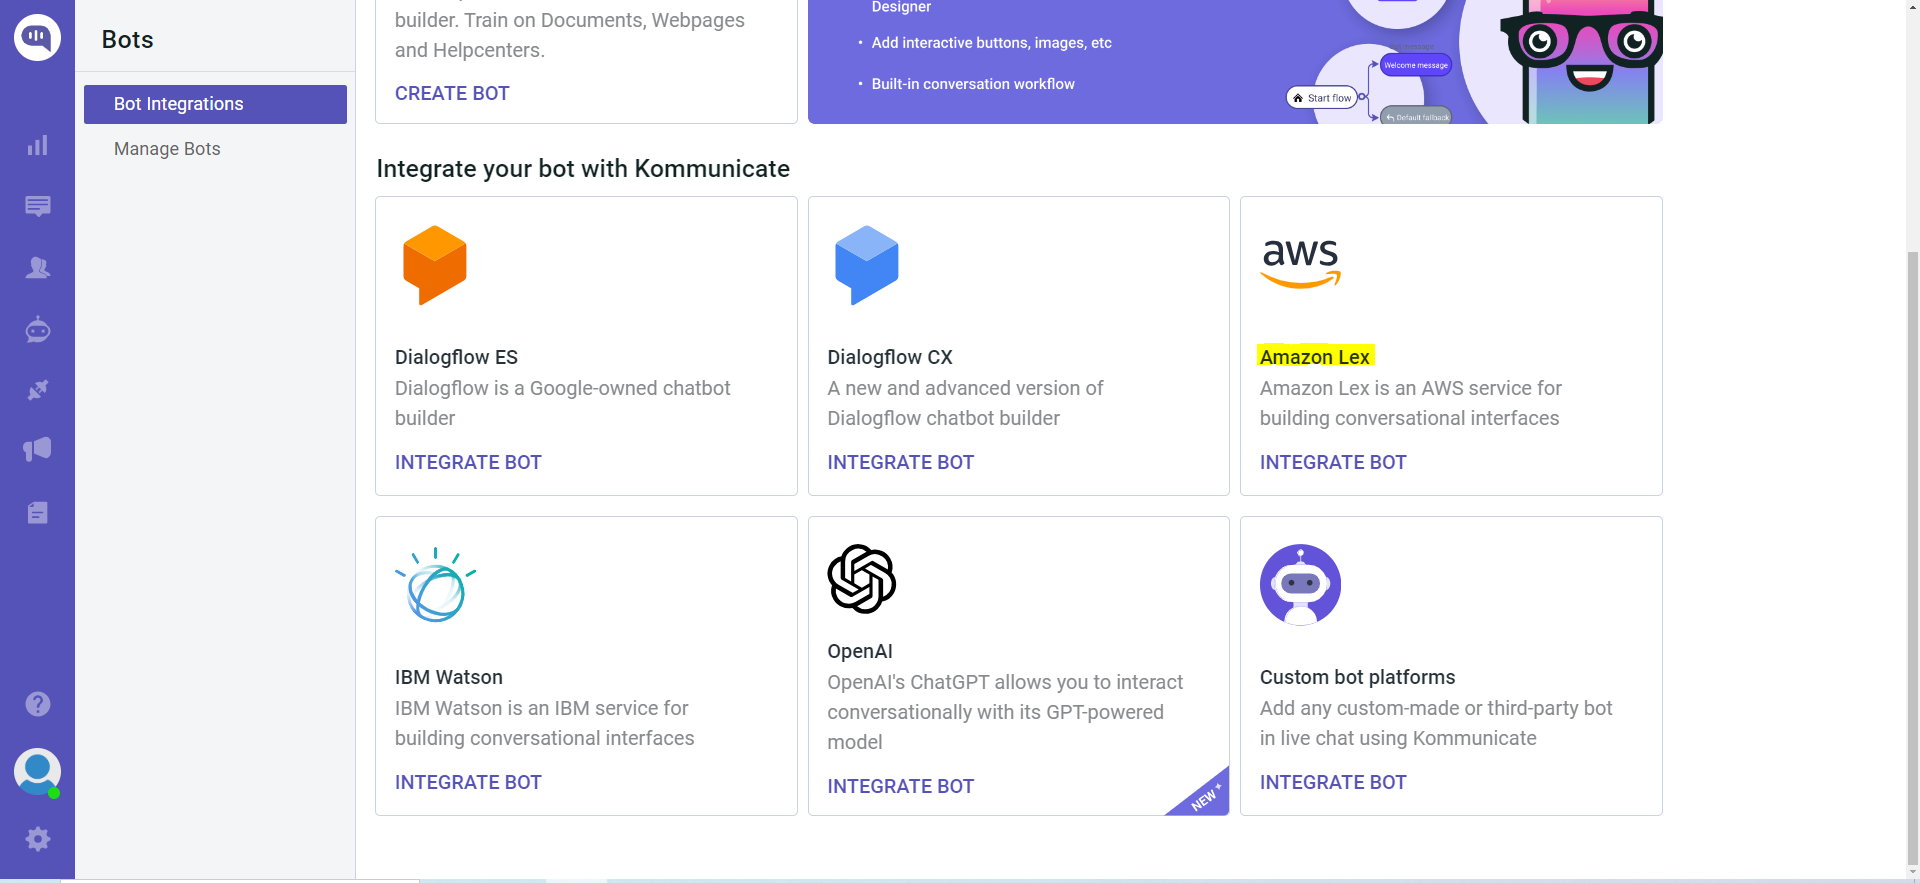 Bots
Bot Integrations
Manage Bots
builder. Train on Documents, Webpages
and Helpcenters.
CREATE BOT
Designer
• Add interactive buttons, images, etc
• Built-in conversation workflow
Welcome message
Start flow
Default fallback
Integrate your bot with Kommunicate
Dialogflow ES
Dialogflow is a Google-owned chatbot
builder
INTEGRATE BOT
Dialogflow CX
A new and advanced version of
Dialogflow chatbot builder
INTEGRATE BOT
aws
Amazon Lex
Amazon Lex is an AWS service for
building conversational interfaces
INTEGRATE BOT
IBM Watson
IBM Watson is an IBM service for
building conversational interfaces
INTEGRATE BOT
OpenAI
OpenAI's ChatGPT allows you to interact
conversationally with its GPT-powered
model
INTEGRATE BOT
NEW
Custom bot platforms
Add any custom-made or third-party bot
in live chat using Kommunicate
INTEGRATE BOT